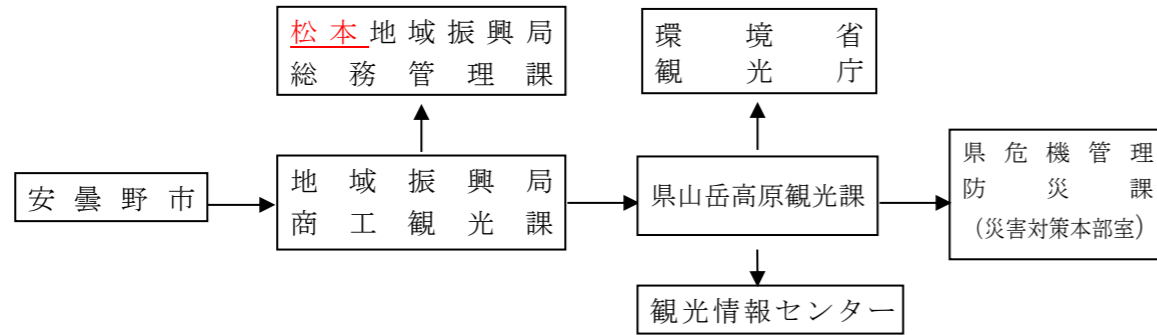 松本地域振興局
総務管理課
環境省
観光庁
安曇野市
地域振興局
商工観光課
県山岳高原観光課
県危機管理
防災課
(災害対策本部室)
観光情報センター